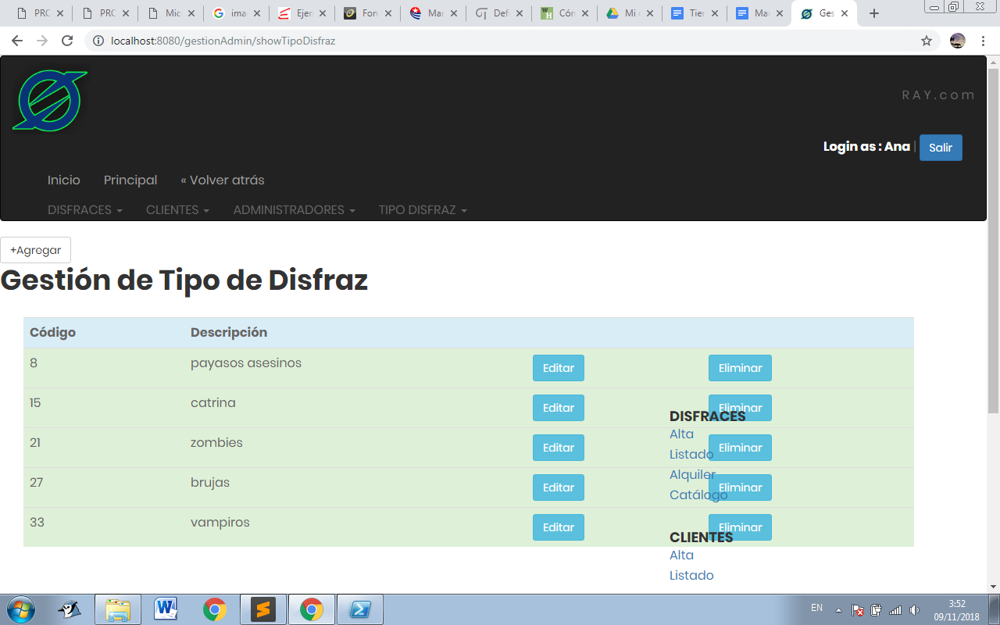 PRC
PRC
Mic
ima
Ejer
For
Mar
Defi
Cón
Mi
Tier
Mar
Ges
localhost:8080/gestionAdmin/showTipoDisfraz
RAY.com
Login as : Ana | Salir
Inicio Principal « Volver atrás
DISFRACES CLIENTES ADMINISTRADORES TIPO DISFRAZ
+Agregar
Gestión de Tipo de Disfraz
Código Descripción
8 payasos asesinos Editar Eliminar
15 catrina Editar Eliminar
DISFRACES
Alta
21 zombies Editar Eliminar
Listado
Alquiler
27 brujas Editar Eliminar
Catálogo
33 vampiros Editar Eliminar
CLIENTES
Alta
Listado
EN
3:52
09/11/2018